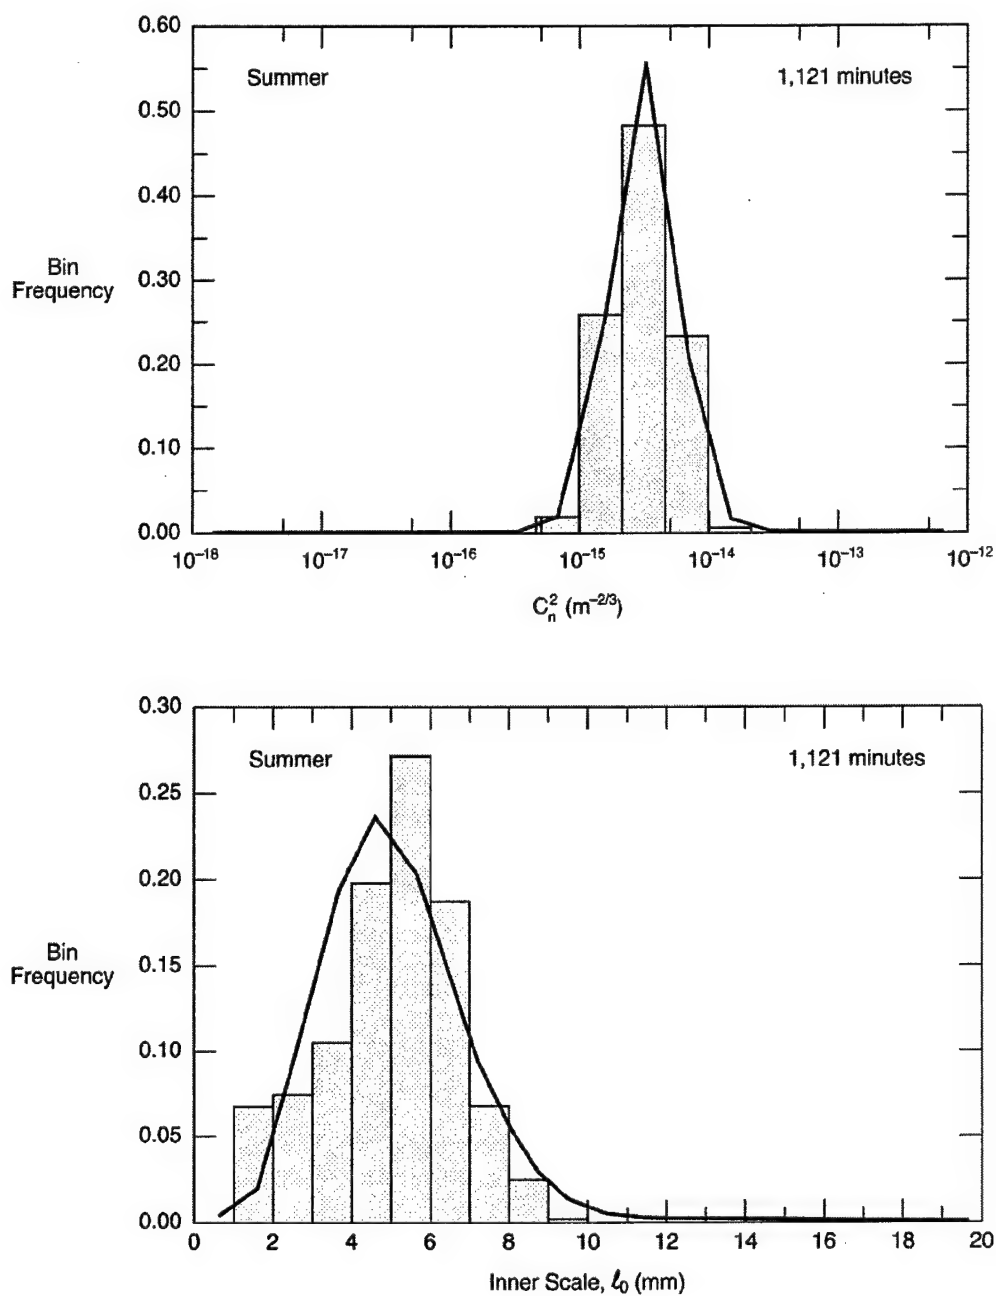 0.60
Summer 1,121 minutes
0.50
0.40
Bin
Frequency
0.30
0.20
0.10
0.00
10⁻¹⁸ 10⁻¹⁷ 10⁻¹⁶ 10⁻¹⁵ 10⁻¹⁴ 10⁻¹³ 10⁻¹²
C²ₙ (m⁻²/³)
0.30
Summer 1,121 minutes
0.25
0.20
Bin
Frequency
0.15
0.10
0.05
0.00
0 2 4 6 8 10 12 14 16 18 20
Inner Scale, ℓ₀ (mm)